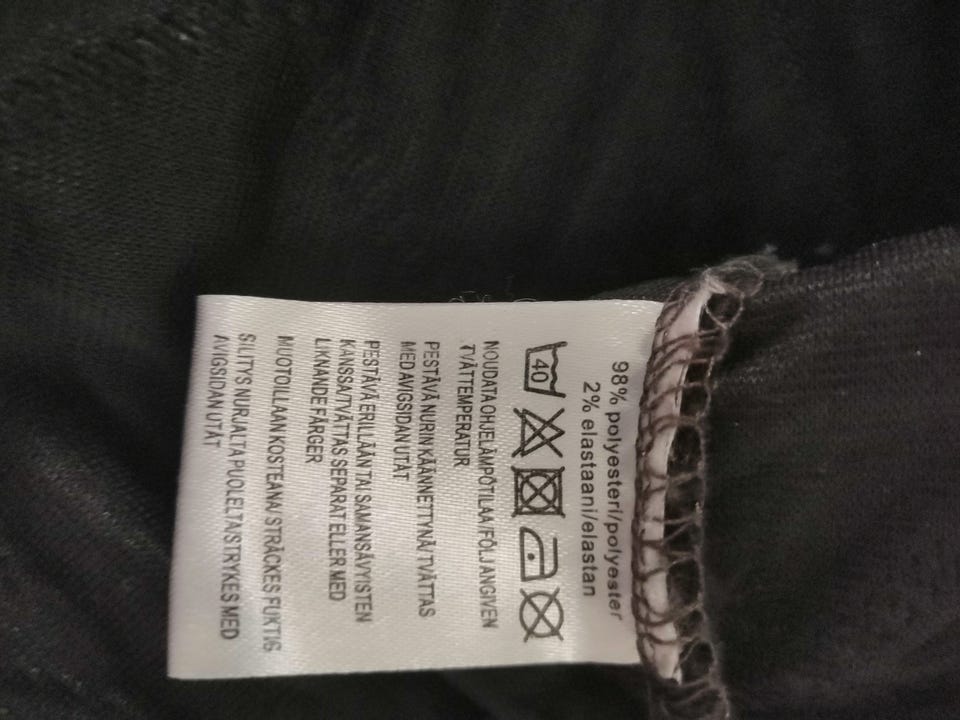 98% polyesteri/polyester
2% elastaani/elastan
40
NOUDATA OHJELÄMPÖTILAA/FÖLJ ANGIVEN
TVÄTTEMPERATUR
PESTÄVÄ NURIN KÄÄNNETTYNÄ/TVÄTTAS
MED AVIGSIDAN UTÅT
PESTÄVÄ ERILLÄÄN TAI SAMANSÄVYISTEN
KANSSA/TVÄTTAS SEPARAT ELLER MED
LIKNANDE FÄRGER
MUOTOILLAAN KOSTEANA/STRÄCKES FUKTIG
SILITYS NURJALTA PUOLELTA/STRYKES MED
AVIGSIDAN UTÅT